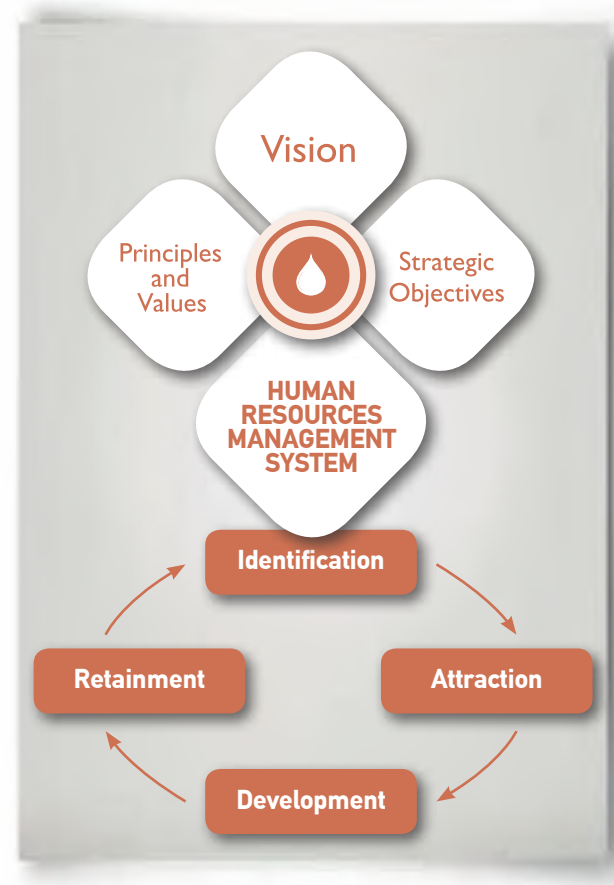 Vision
Principles
and
Values
Strategic
Objectives
HUMAN
RESOURCES
MANAGEMENT
SYSTEM
Identification
Retainment
Attraction
Development